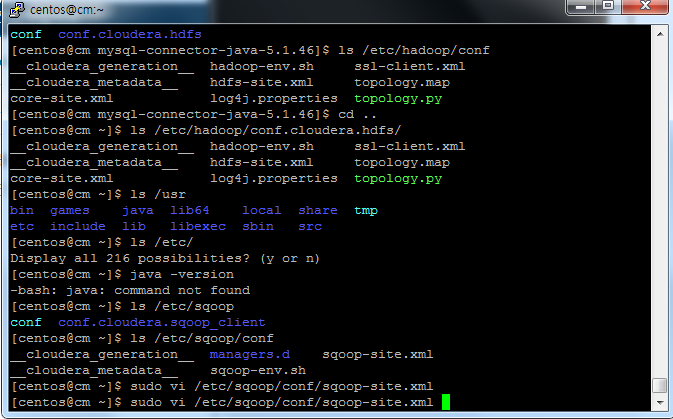 centos@cm:~
conf  conf.cloudera.hdfs
[centos@cm mysql-connector-java-5.1.46]$ ls /etc/hadoop/conf
__cloudera_generation__  hadoop-env.sh     ssl-client.xml
__cloudera_metadata__    hdfs-site.xml     topology.map
core-site.xml            log4j.properties  topology.py
[centos@cm mysql-connector-java-5.1.46]$ cd ..
[centos@cm ~]$ ls /etc/hadoop/conf.cloudera.hdfs/
__cloudera_generation__  hadoop-env.sh     ssl-client.xml
__cloudera_metadata__    hdfs-site.xml     topology.map
core-site.xml            log4j.properties  topology.py
[centos@cm ~]$ ls /usr
bin  games    java  lib64    local  share  tmp
etc  include  lib   libexec  sbin   src
[centos@cm ~]$ ls /etc/
Display all 216 possibilities? (y or n)
[centos@cm ~]$ java -version
-bash: java: command not found
[centos@cm ~]$ ls /etc/sqoop
conf  conf.cloudera.sqoop_client
[centos@cm ~]$ ls /etc/sqoop/conf
__cloudera_generation__  managers.d    sqoop-site.xml
__cloudera_metadata__    sqoop-env.sh
[centos@cm ~]$ sudo vi /etc/sqoop/conf/sqoop-site.xml
[centos@cm ~]$ sudo vi /etc/sqoop/conf/sqoop-site.xml